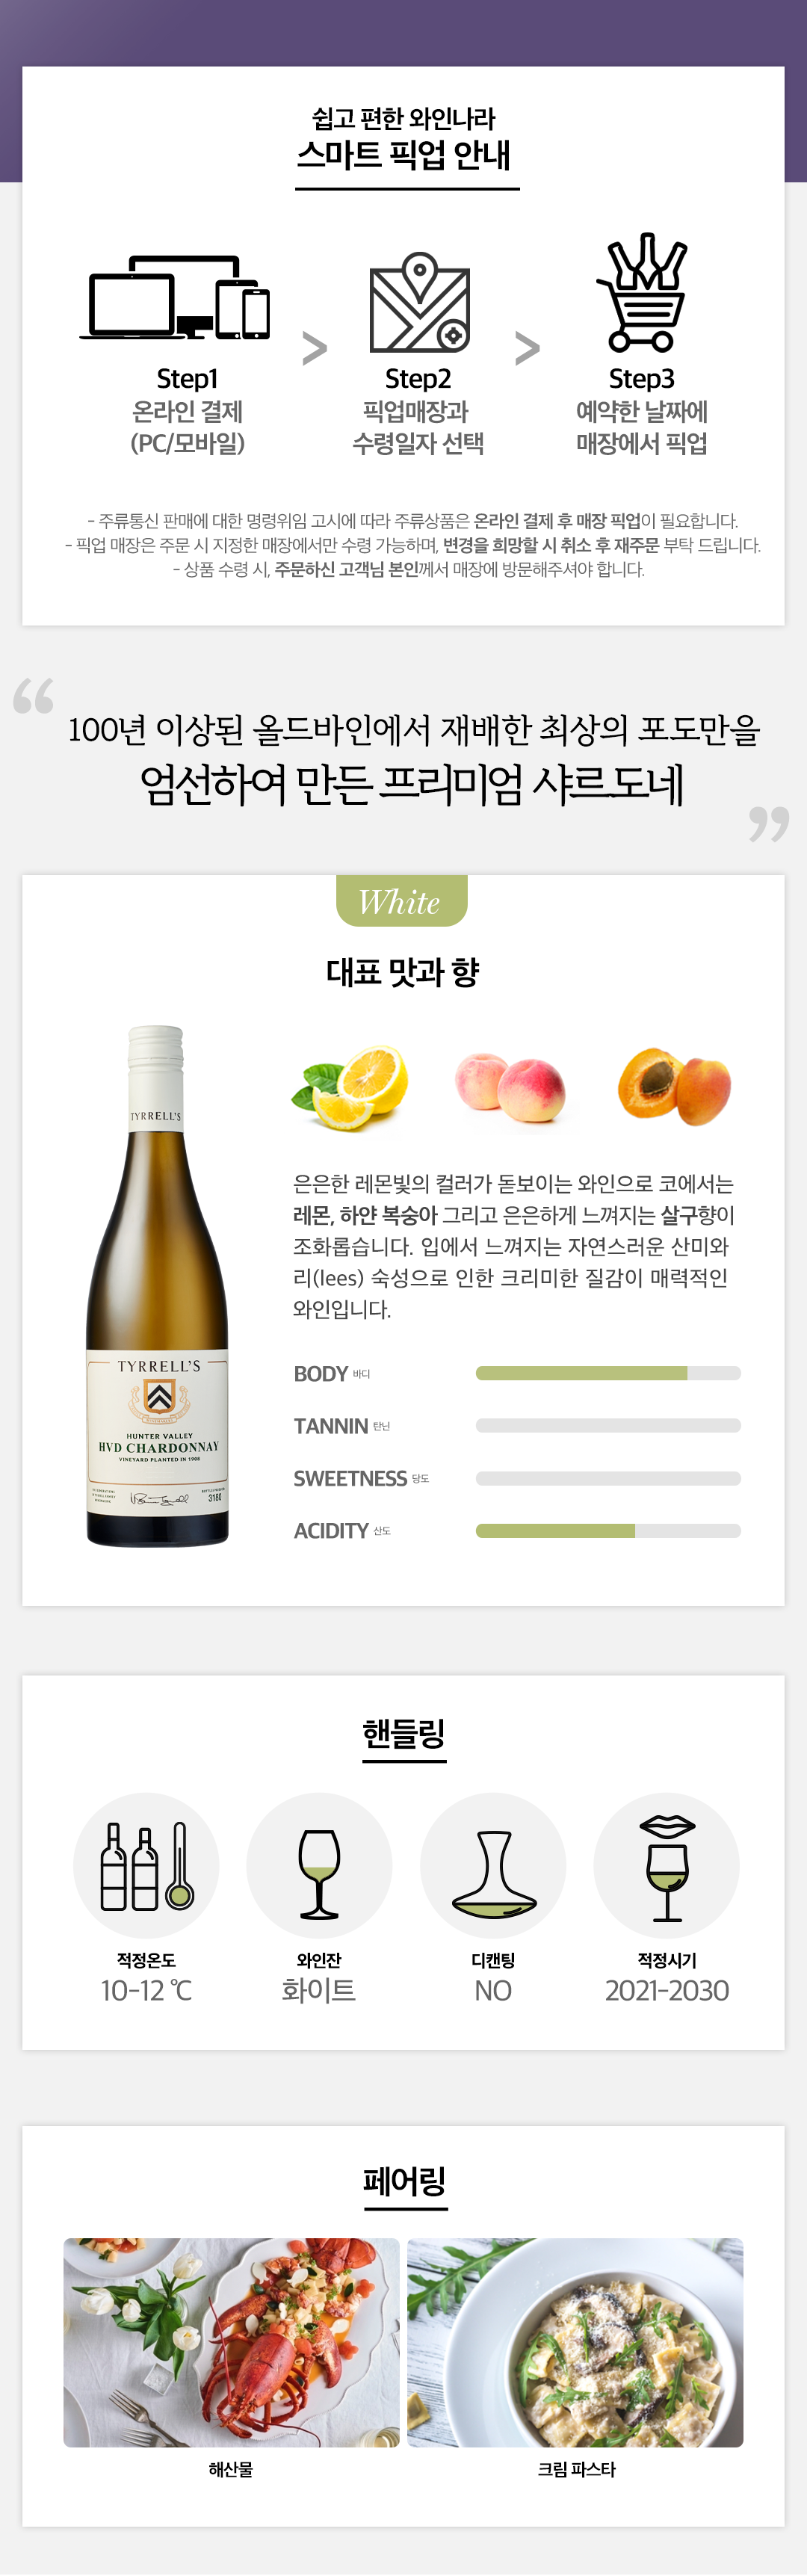 쉽고 편한 와인나라
스마트 픽업 안내
Step1
온라인 결제
(PC/모바일)
>
Step2
픽업매장과
수령일자 선택
>
Step3
예약한 날짜에
매장에서 픽업
- 주류통신 판매에 대한 명령위임 고시에 따라 주류상품은 온라인 결제 후 매장 픽업이 필요합니다.
- 픽업 매장은 주문 시 지정한 매장에서만 수령 가능하며, 변경을 희망할 시 취소 후 재주문 부탁 드립니다.
- 상품 수령 시, 주문하신 고객님 본인께서 매장에 방문해주셔야 합니다.
“ 100년 이상된 올드바인에서 재배한 최상의 포도만을
엄선하여 만든 프리미엄 샤르도네 ”
White
대표 맛과 향
TYRRELL'S
은은한 레몬빛의 컬러가 돋보이는 와인으로 코에서는
레몬, 하얀 복숭아 그리고 은은하게 느껴지는 살구향이
조화롭습니다. 입에서 느껴지는 자연스러운 산미와
리(lees) 숙성으로 인한 크리미한 질감이 매력적인
와인입니다.
TYRRELL'S
HUNTER VALLEY
HVD CHARDONNAY
VINEYARD PLANTED IN 1908
3180
BODY 바디
TANNIN 탄닌
SWEETNESS 당도
ACIDITY 산도
핸들링
적정온도
10-12 ℃
와인잔
화이트
디캔팅
NO
적정시기
2021-2030
페어링
해산물
크림 파스타